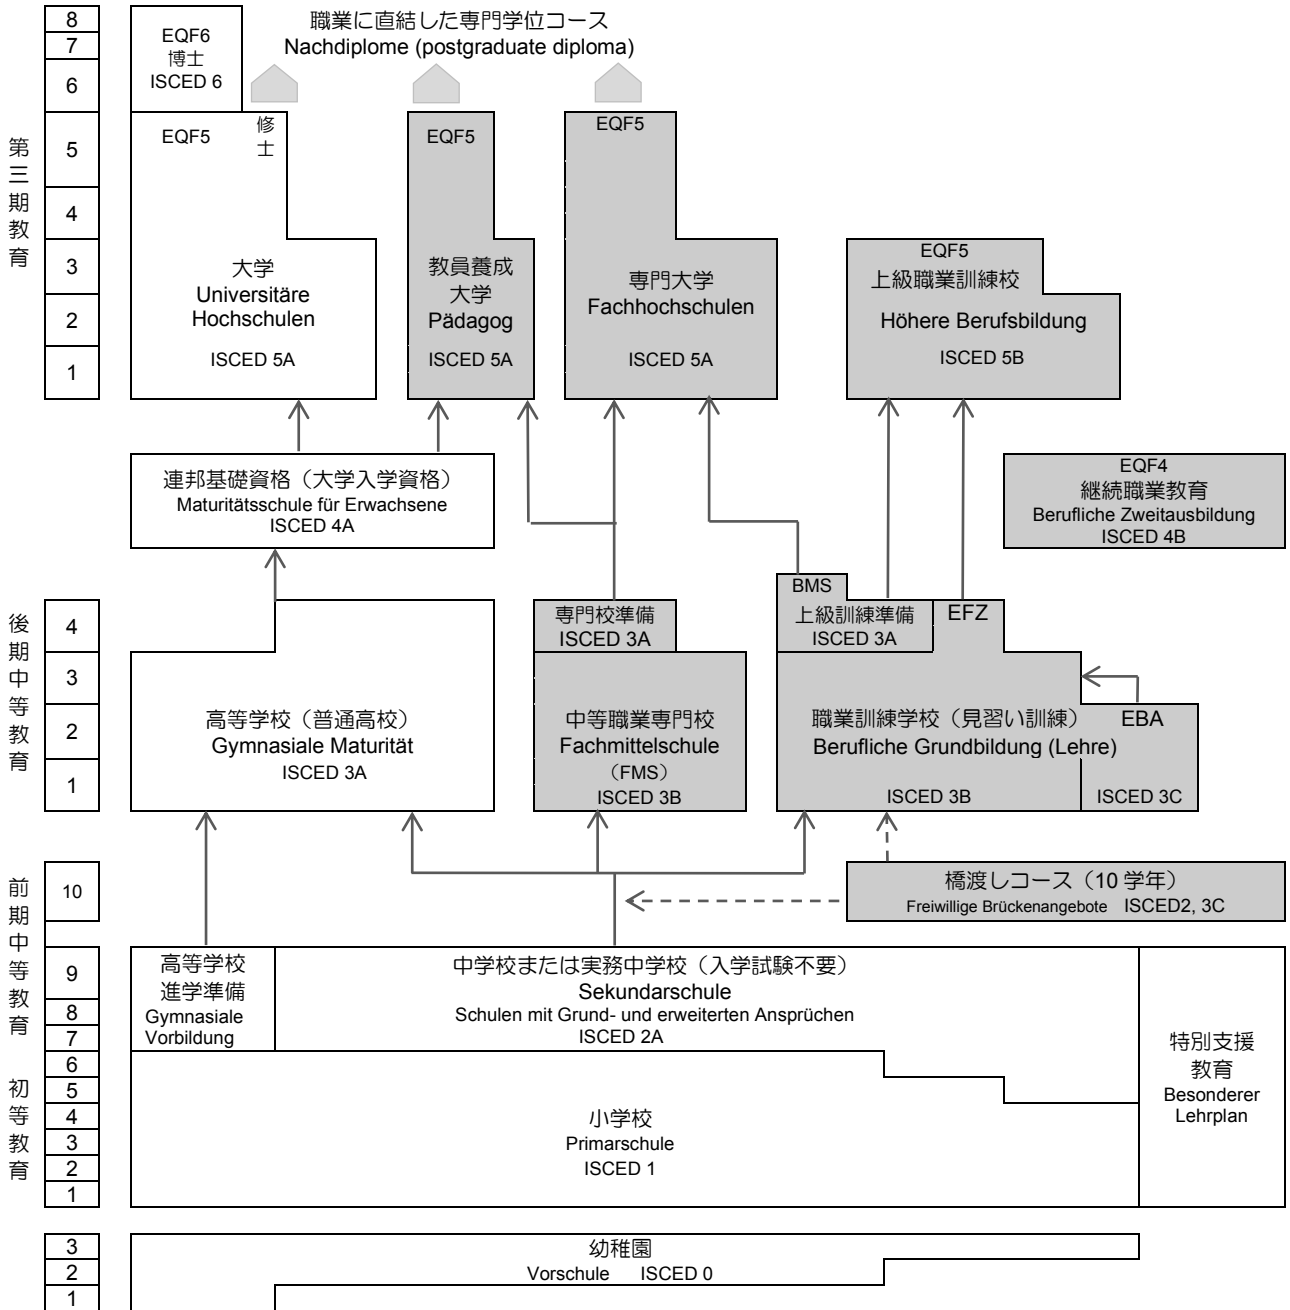 8
7
6
5
4
3
2
1
第三期教育
EQF6
博士
ISCED 6
職業に直結した専門学位コース
Nachdiplome (postgraduate diploma)
EQF5
修士
大学
Universitäre
Hochschulen
ISCED 5A
EQF5
教員養成
大学
Pädagog
ISCED 5A
EQF5
専門大学
Fachhochschulen
ISCED 5A
EQF5
上級職業訓練校
Höhere Berufsbildung
ISCED 5B
連邦基礎資格（大学入学資格）
Maturitätsschule für Erwachsene
ISCED 4A
EQF4
継続職業教育
Berufliche Zweitausbildung
ISCED 4B
後期中等教育
4
3
2
1
高等学校（普通高校）
Gymnasiale Maturität
ISCED 3A
専門校準備
ISCED 3A
中等職業専門校
Fachmittelschule
（FMS）
ISCED 3B
BMS
上級訓練準備
ISCED 3A
EFZ
職業訓練学校（見習い訓練）
Berufliche Grundbildung (Lehre)
ISCED 3B
EBA
ISCED 3C
前期中等教育
10
9
8
7
橋渡しコース（10 学年）
Freiwillige Brückenangebote ISCED2, 3C
高等学校
進学準備
Gymnasiale
Vorbildung
中学校または実務中学校（入学試験不要）
Sekundarschule
Schulen mit Grund- und erweiterten Ansprüchen
ISCED 2A
特別支援
教育
Besonderer
Lehrplan
初等教育
6
5
4
3
2
1
小学校
Primarschule
ISCED 1
3
2
1
幼稚園
Vorschule ISCED 0